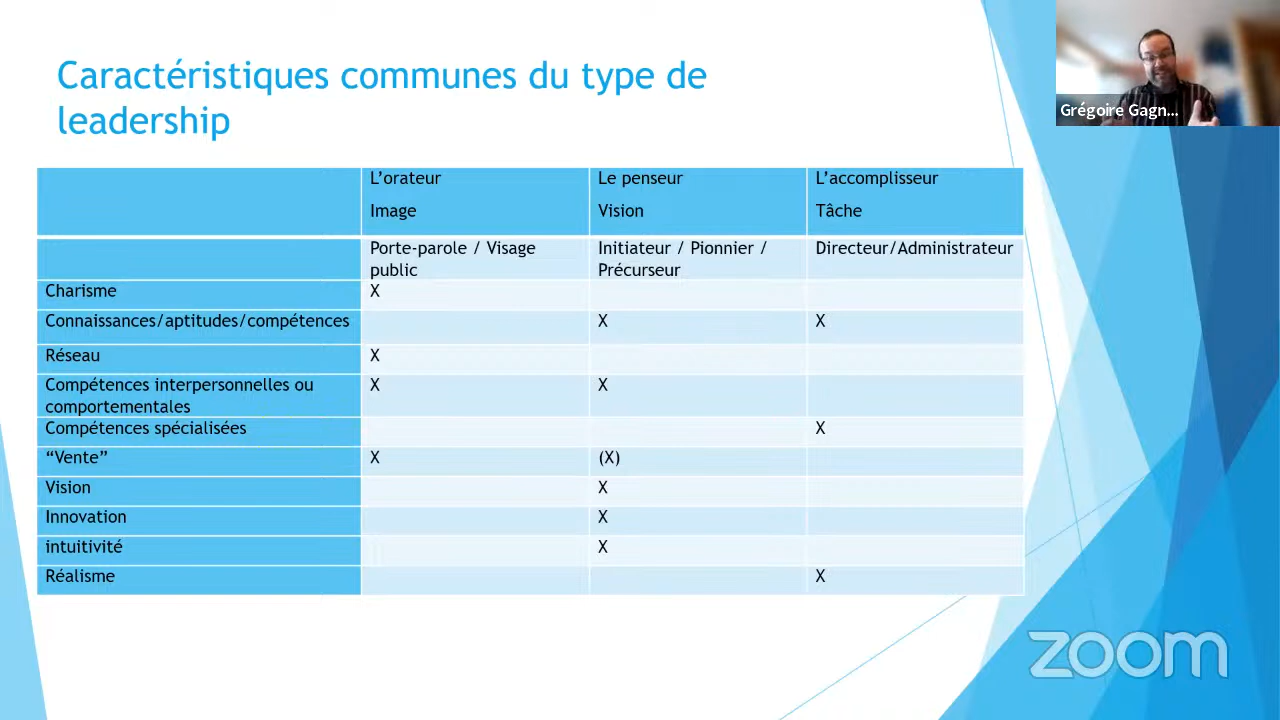 Caractéristiques communes du type de
leadership
Grégoire Gagn...
L’orateur
Image
Le penseur
Vision
L’accomplisseur
Tâche
Porte-parole / Visage
public
Initiateur / Pionnier /
Précurseur
Directeur/Administrateur
Charisme X
Connaissances/aptitudes/compétences X X
Réseau X
Compétences interpersonnelles ou
comportementales X X
Compétences spécialisées X
“Vente” X (X)
Vision X
Innovation X
intuitivité X
Réalisme X
zoom